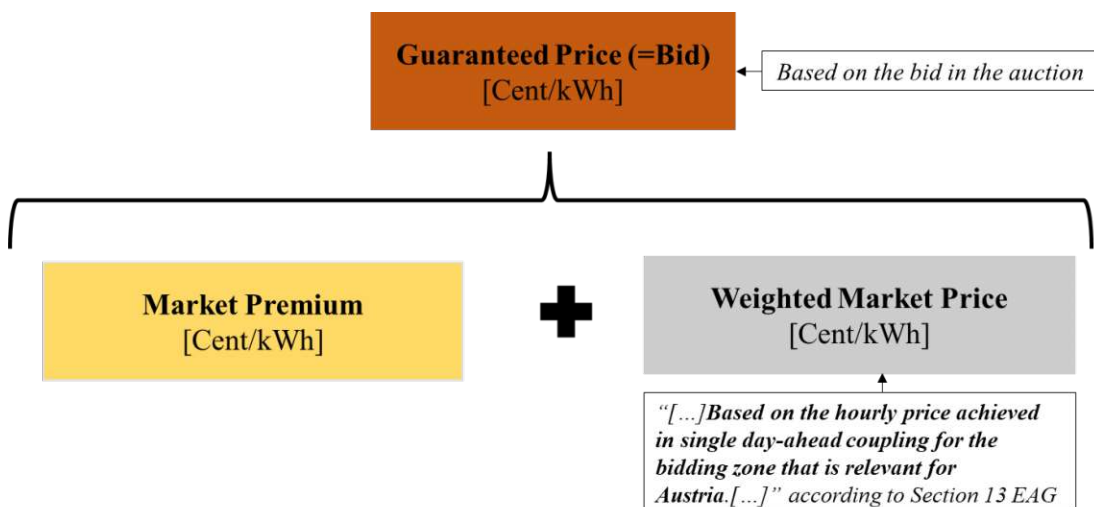 Guaranteed Price (=Bid)
[Cent/kWh]
Based on the bid in the auction
Market Premium
[Cent/kWh]
Weighted Market Price
[Cent/kWh]
“[…]Based on the hourly price achieved
in single day-ahead coupling for the
bidding zone that is relevant for
Austria.[…]” according to Section 13 EAG